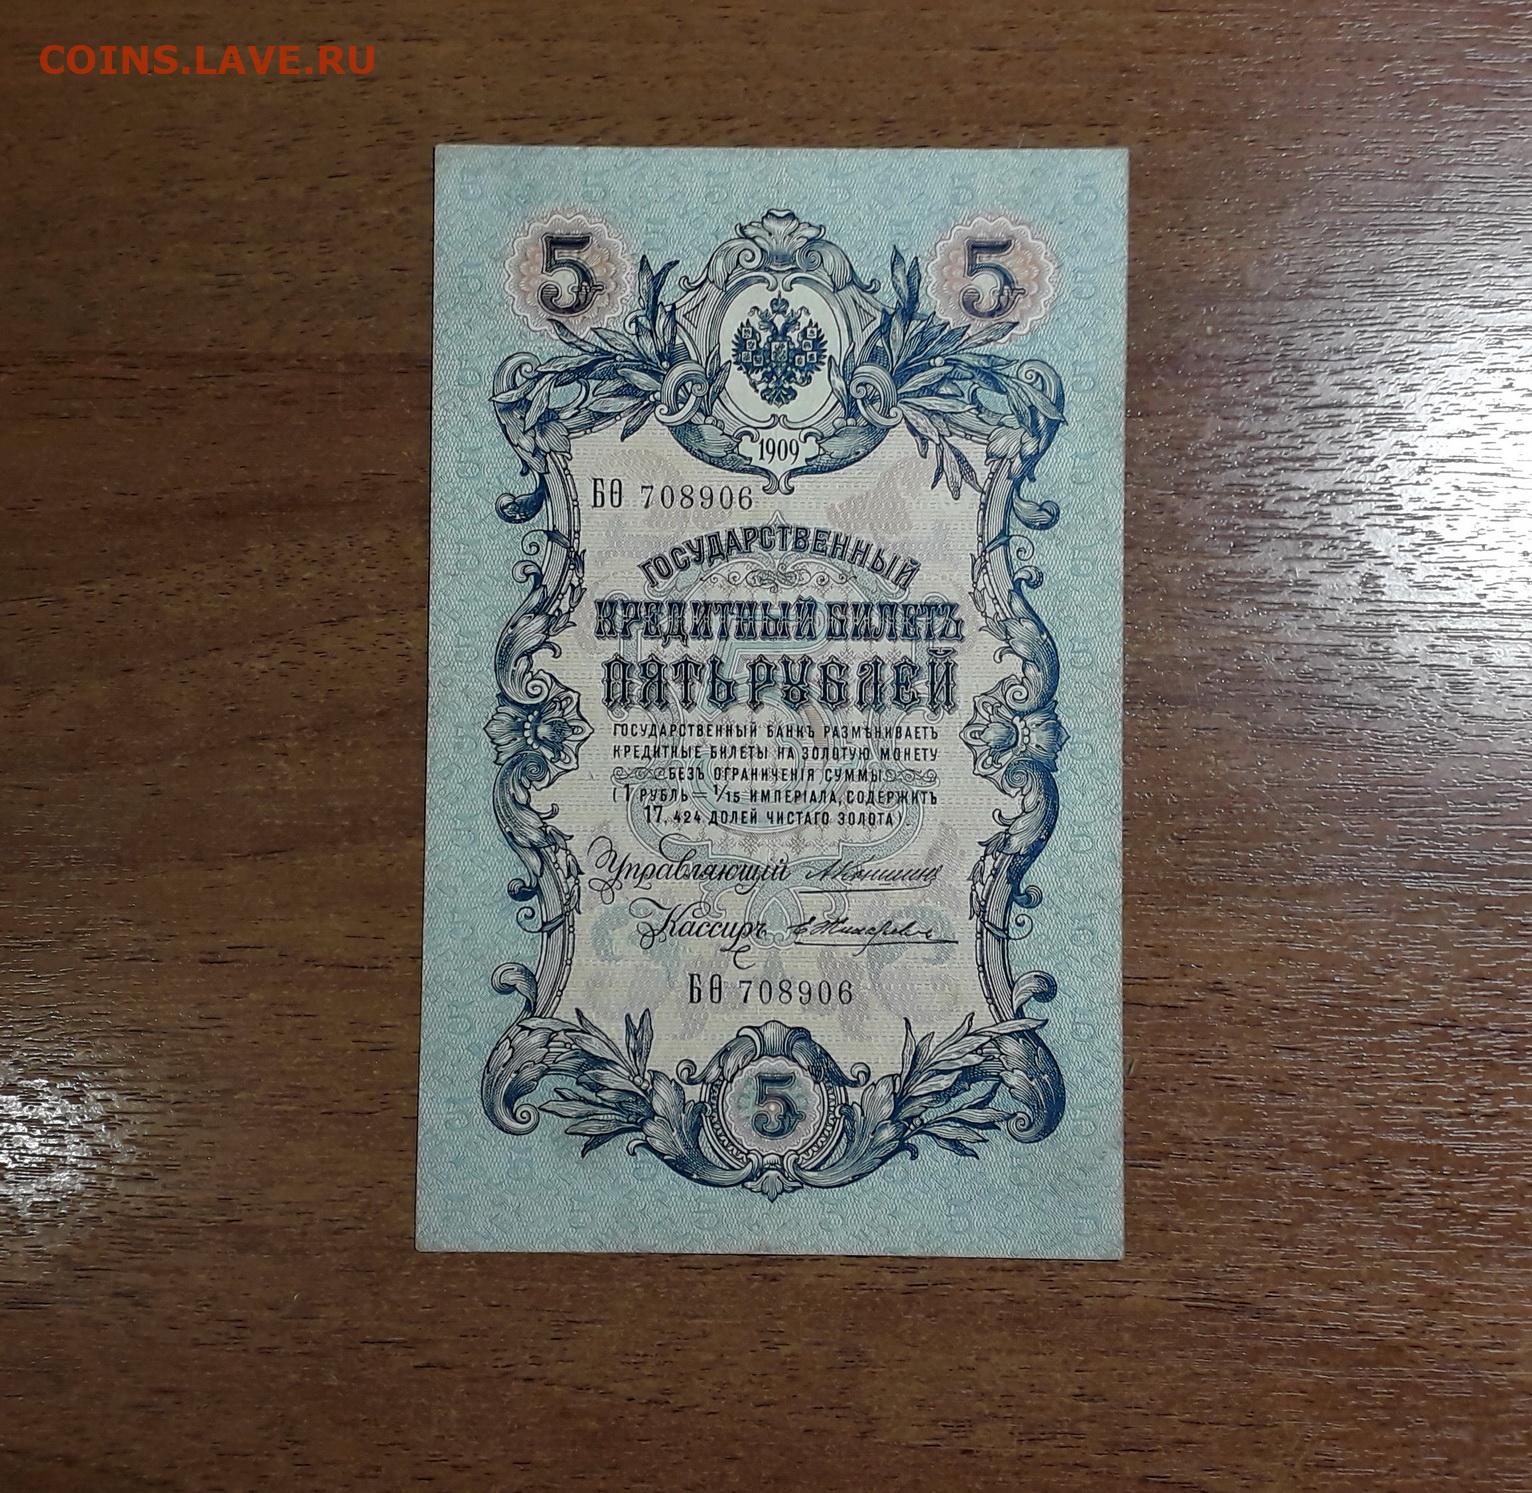 COINS.LAVE.RU
5 5
1909
БѲ 708906
ГОСУДАРСТВЕННЫЙ
КРЕДИТНЫЙ БИЛЕТЪ
ПЯТЬ РУБЛЕЙ
ГОСУДАРСТВЕННЫЙ БАНКЪ РАЗМѢНИВАЕТЪ
КРЕДИТНЫЕ БИЛЕТЫ НА ЗОЛОТУЮ МОНЕТУ
БЕЗЪ ОГРАНИЧЕНІЯ СУММЫ
(1 РУБЛЬ = 1/15 ИМПЕРІАЛА, СОДЕРЖИТЪ
17,424 ДОЛЕЙ ЧИСТАГО ЗОЛОТА)
Управляющій АКоншинъ
Кассиръ
БѲ 708906
5